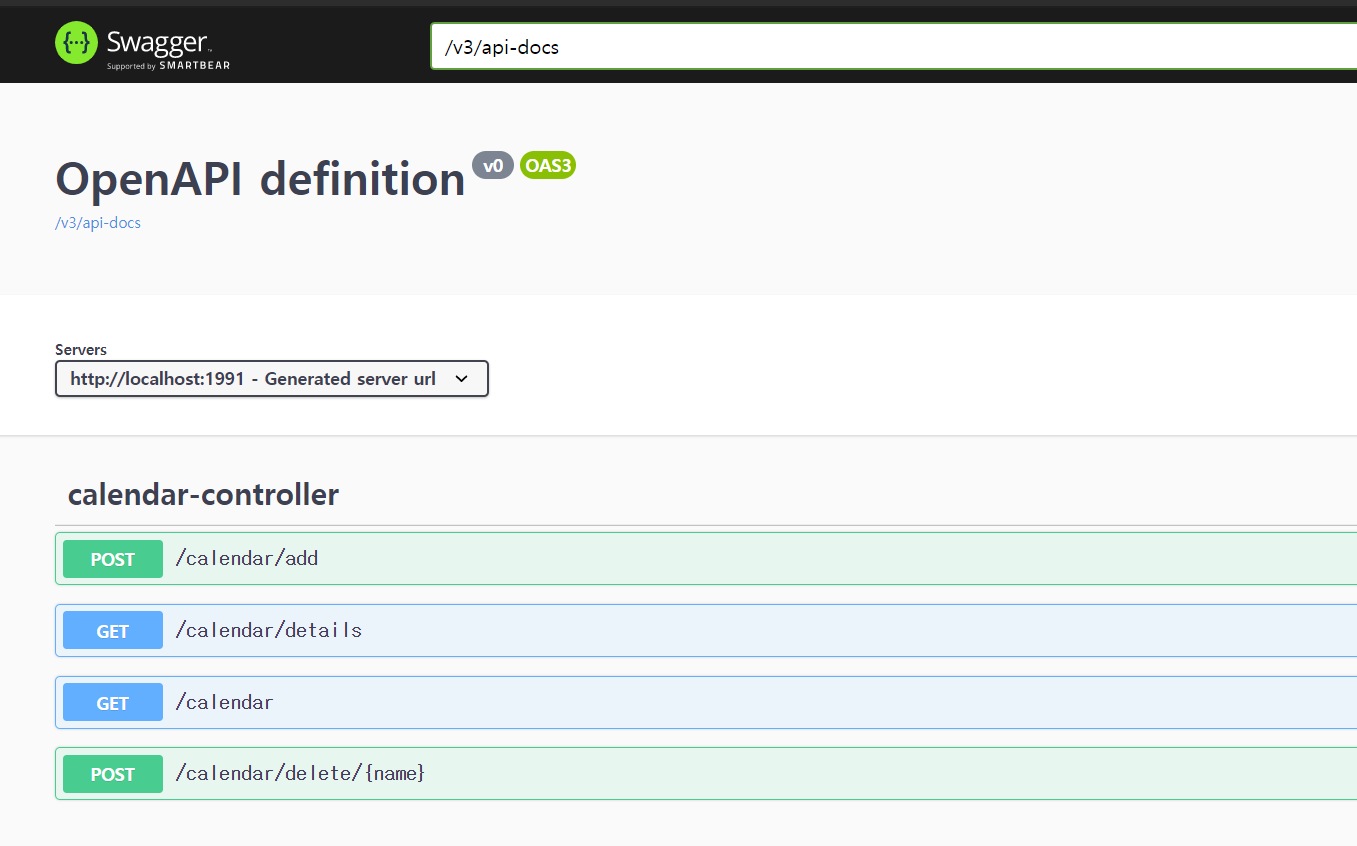 Swagger
Supported by SMARTBEAR
/v3/api-docs
OpenAPI definition v0 OAS3
/v3/api-docs
Servers
http://localhost:1991 - Generated server url
calendar-controller
POST /calendar/add
GET /calendar/details
GET /calendar
POST /calendar/delete/{name}